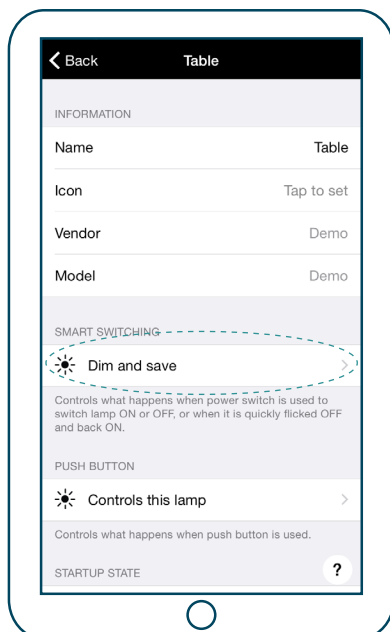 Back Table
INFORMATION
Name Table
Icon Tap to set
Vendor Demo
Model Demo
SMART SWITCHING
Dim and save
Controls what happens when power switch is used to
switch lamp ON or OFF, or when it is quickly flicked OFF
and back ON.
PUSH BUTTON
Controls this lamp
Controls what happens when push button is used.
STARTUP STATE ?